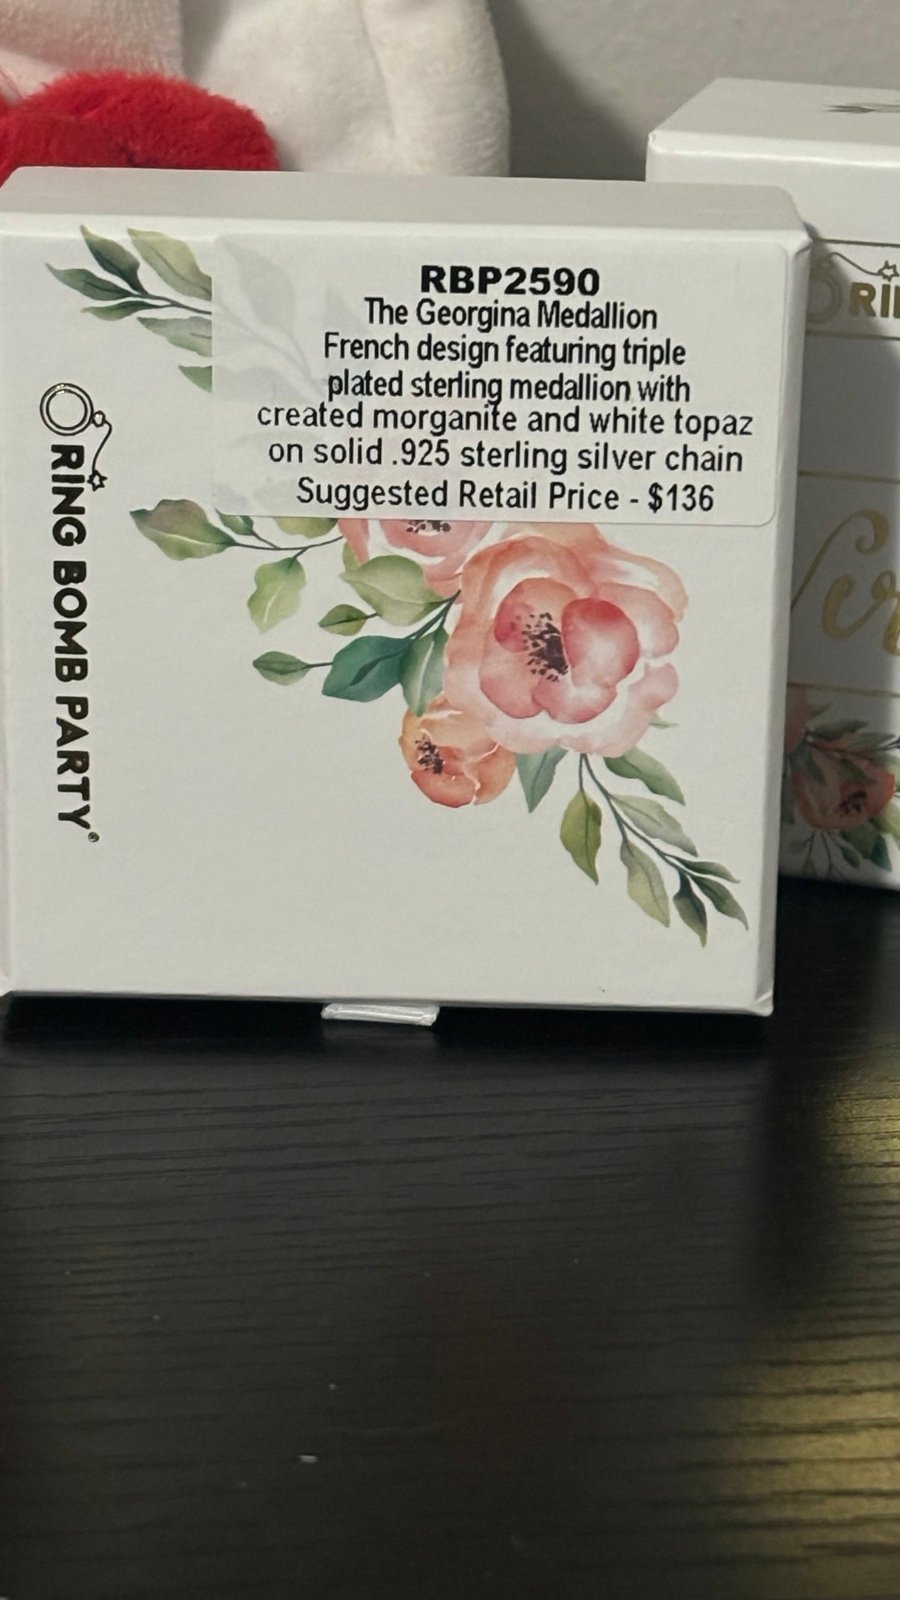 RBP2590
The Georgina Medallion
French design featuring triple
plated sterling medallion with
created morganite and white topaz
on solid .925 sterling silver chain
Suggested Retail Price - $136
RING BOMB PARTY®